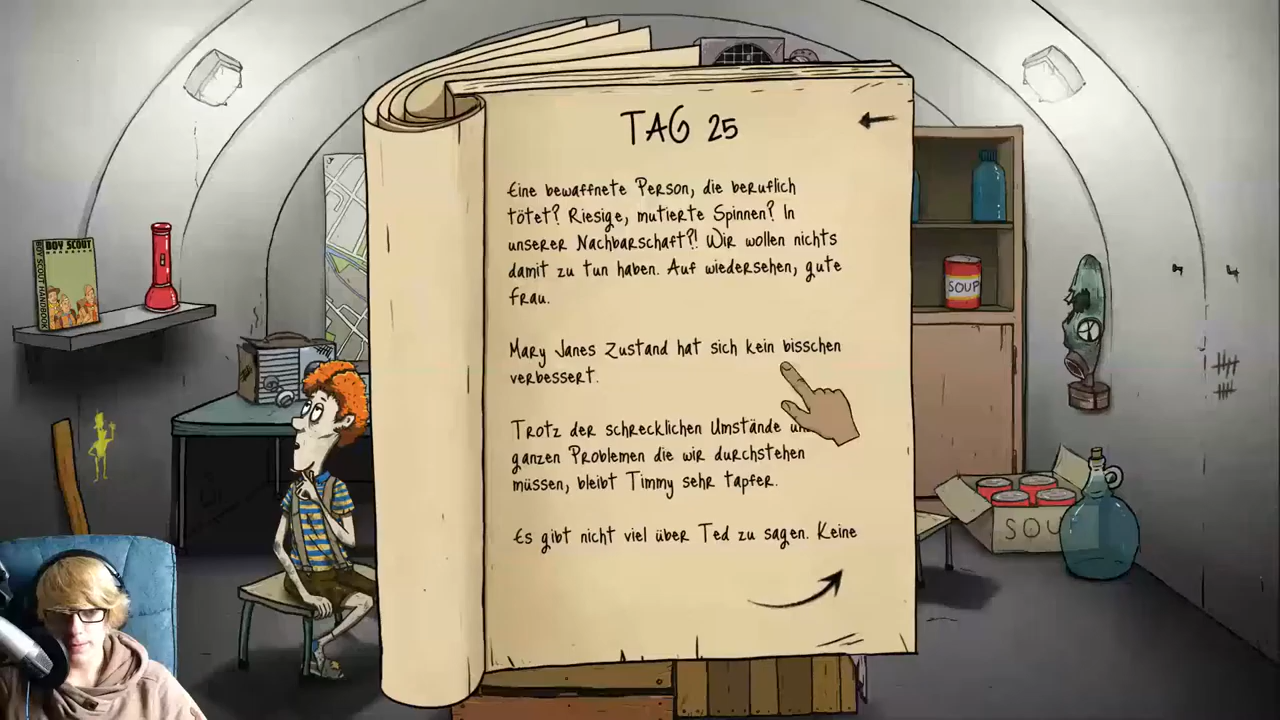 TAG 25
Eine bewaffnete Person, die beruflich
tötet? Riesige, mutierte Spinnen? In
unserer Nachbarschaft?! Wir wollen nichts
damit zu tun haben. Auf wiedersehen, gute
Frau.
Mary Janes Zustand hat sich kein bisschen
verbessert.
Trotz der schrecklichen Umstände
ganzen Problemen die wir durchstehen
müssen, bleibt Timmy sehr tapfer.
Es gibt nicht viel über Ted zu sagen. Keine
BOY SCOUT
BOY SCOUT HANDBOOK
SOUP
SOU